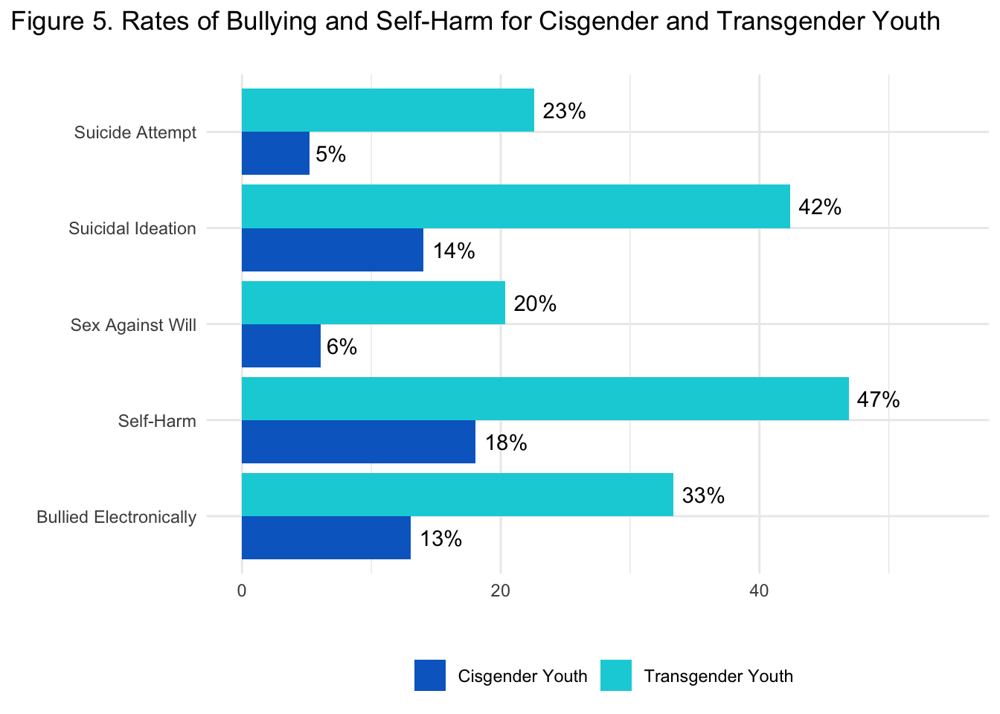 Figure 5. Rates of Bullying and Self-Harm for Cisgender and Transgender Youth
Suicide Attempt
23%
5%
Suicidal Ideation
42%
14%
Sex Against Will
20%
6%
Self-Harm
47%
18%
Bullied Electronically
33%
13%
0 20 40
Cisgender Youth Transgender Youth